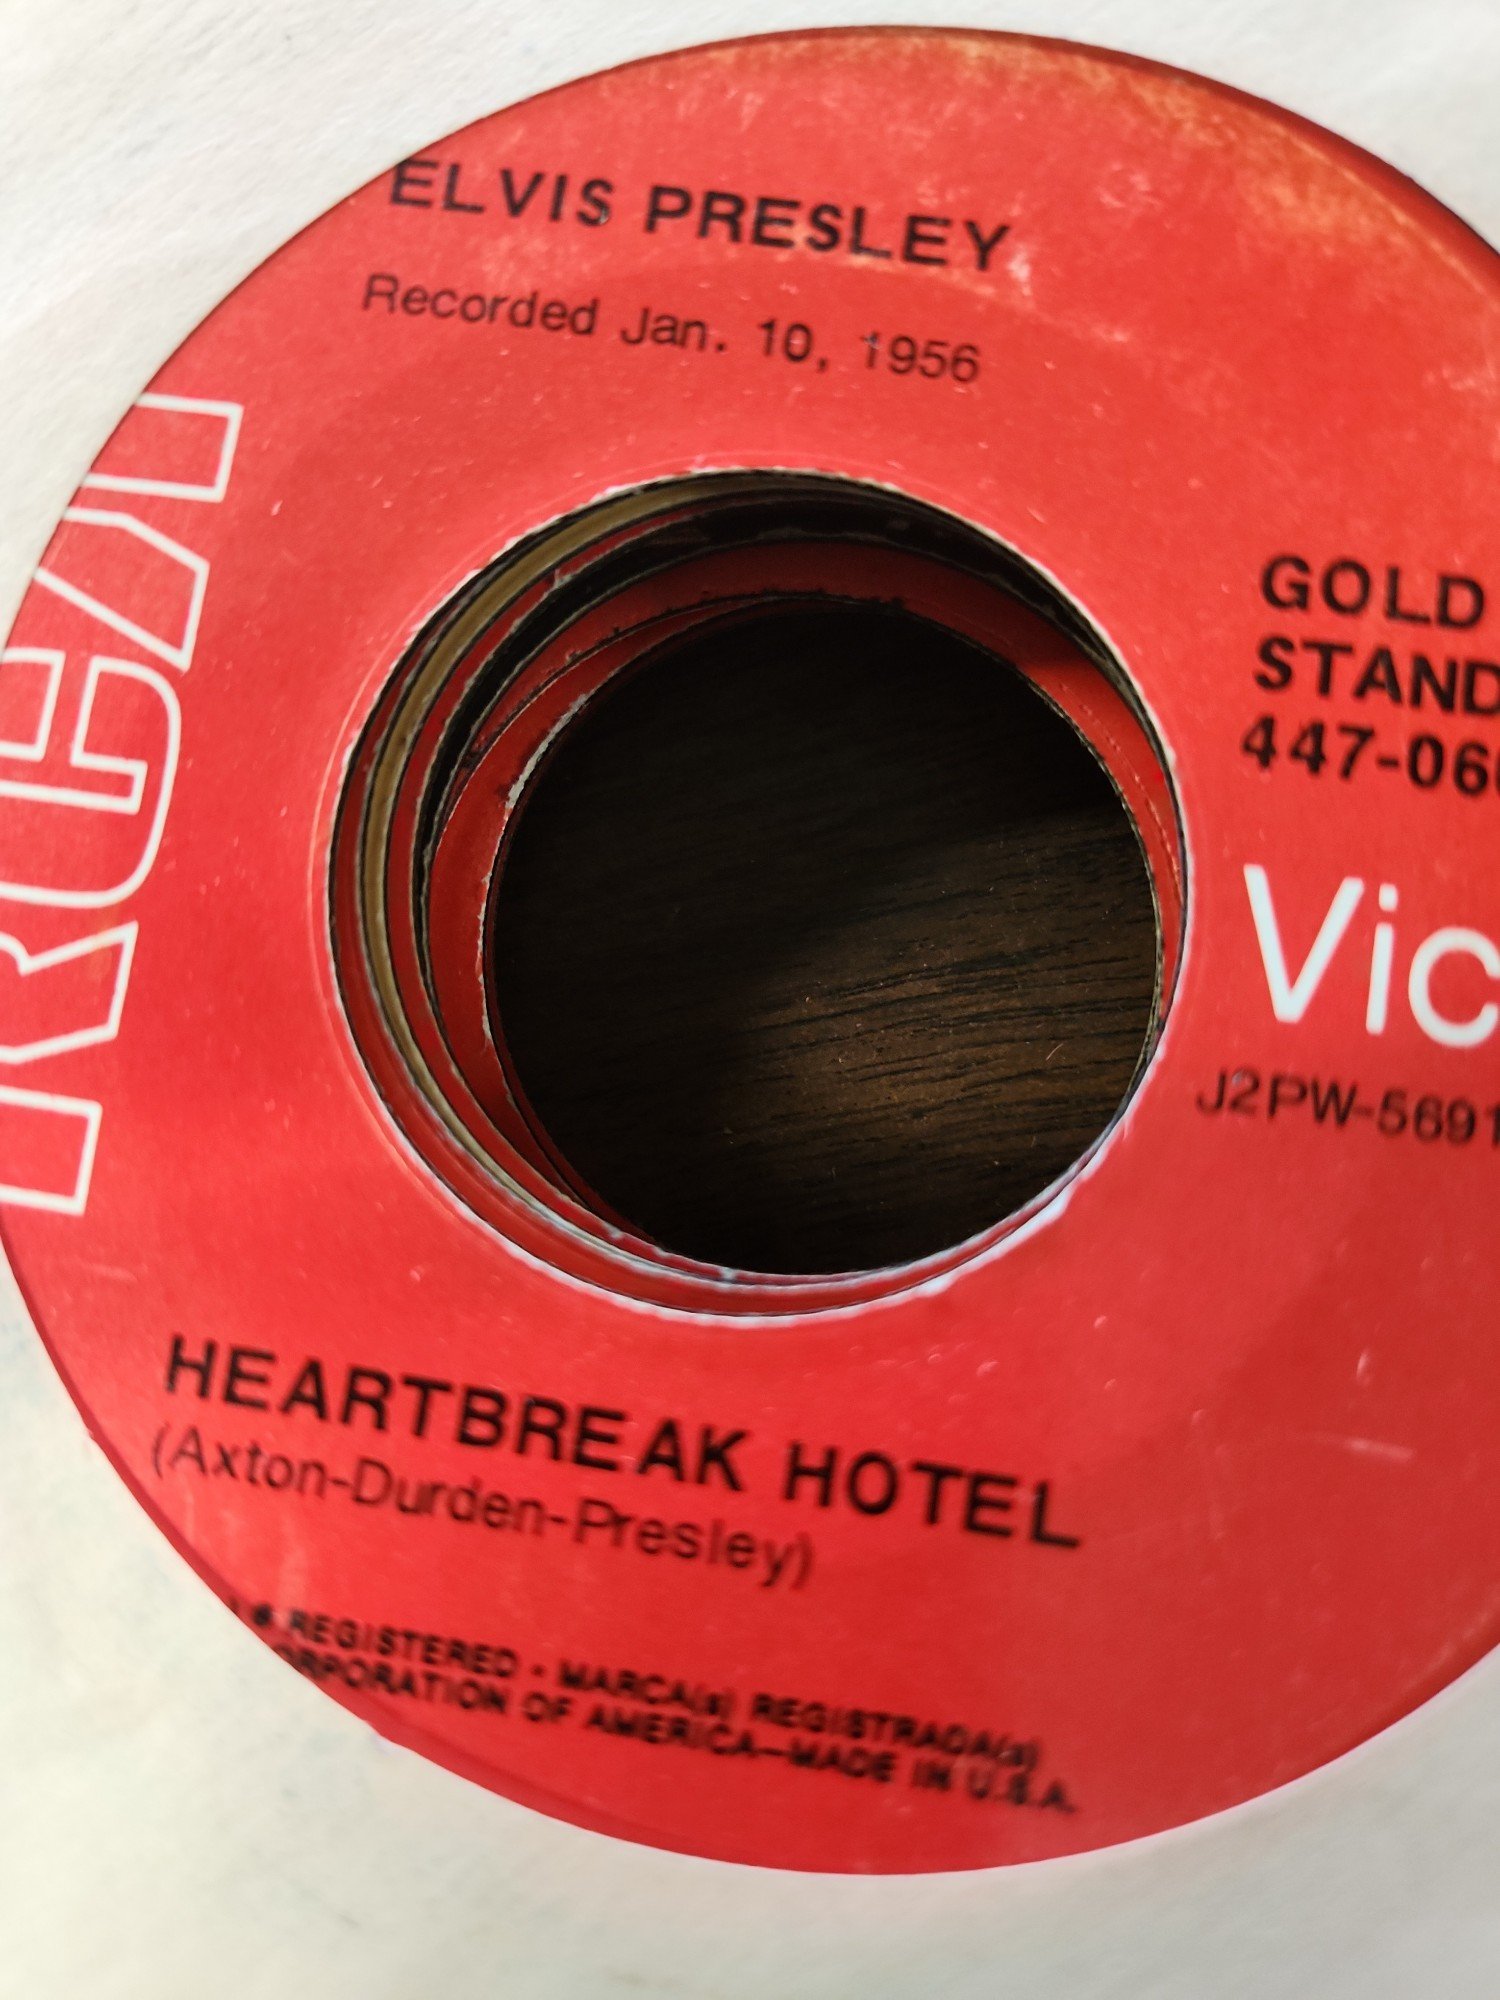 ELVIS PRESLEY
Recorded Jan. 10, 1956
RCA
GOLD
STAND
447-060
Vic
J2PW-5691
HEARTBREAK HOTEL
(Axton-Durden-Presley)
® REGISTERED • MARCA(s) REGISTRADA(s)
ORPORATION OF AMERICA—MADE IN U.S.A.